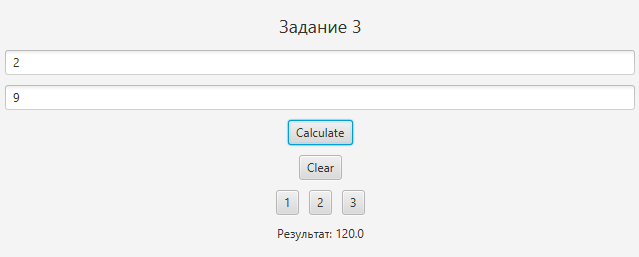 Задание 3
2
9
Calculate
Clear
1 2 3
Результат: 120.0